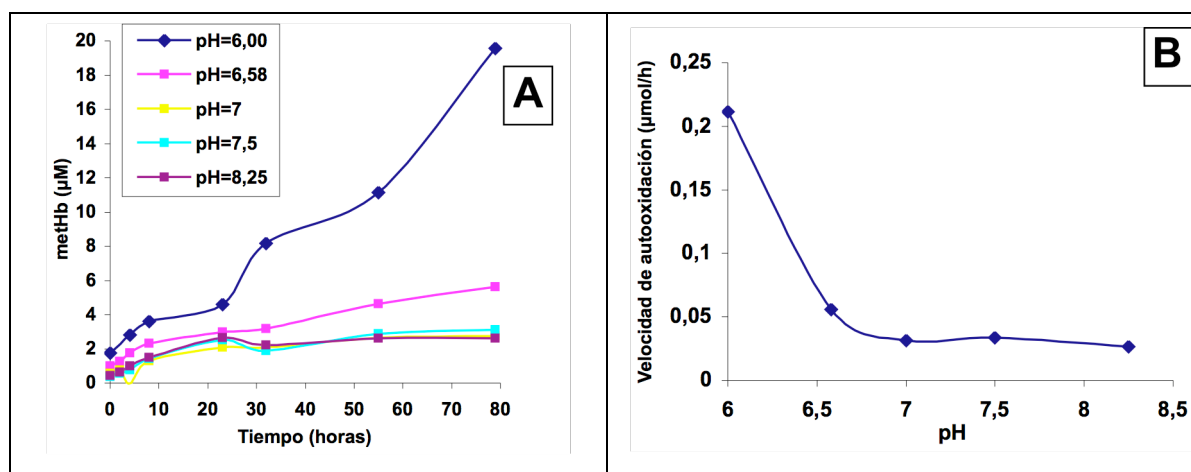 A
pH=6,00
pH=6,58
pH=7
pH=7,5
pH=8,25
metHb (µM)
20
18
16
14
12
10
8
6
4
2
0
0 10 20 30 40 50 60 70 80
Tiempo (horas)
B
Velocidad de autooxidación (µmol/h)
0,25
0,2
0,15
0,1
0,05
0
6 6,5 7 7,5 8 8,5
pH